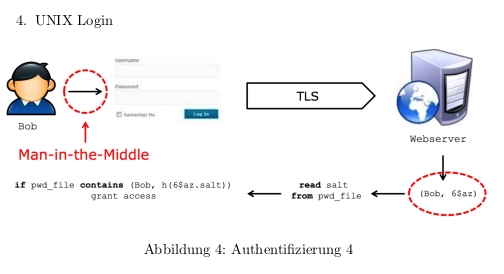 4. UNIX Login
Username
Password
Remember Me
Log In
TLS
Bob
Webserver
Man-in-the-Middle
if pwd_file contains (Bob, h(6$az.salt))
grant access
read salt
from pwd_file
(Bob, 6$az)
Abbildung 4: Authentifizierung 4